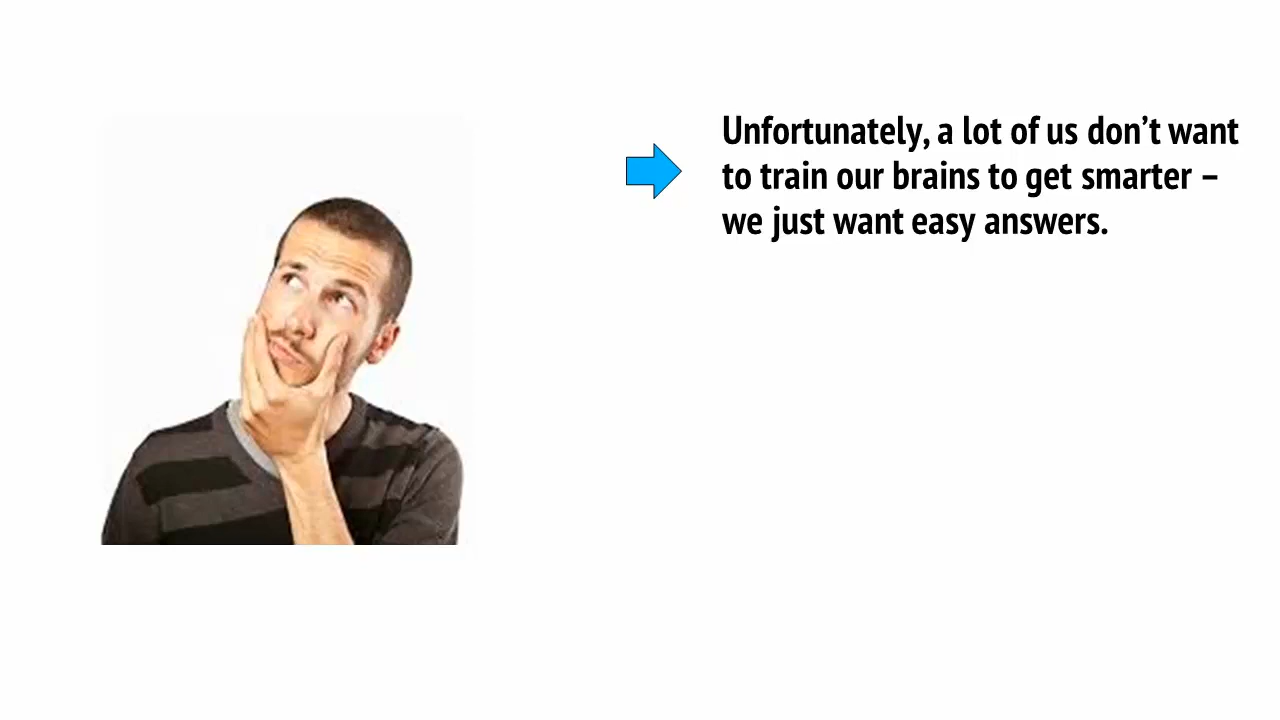 Unfortunately, a lot of us don’t want
to train our brains to get smarter –
we just want easy answers.